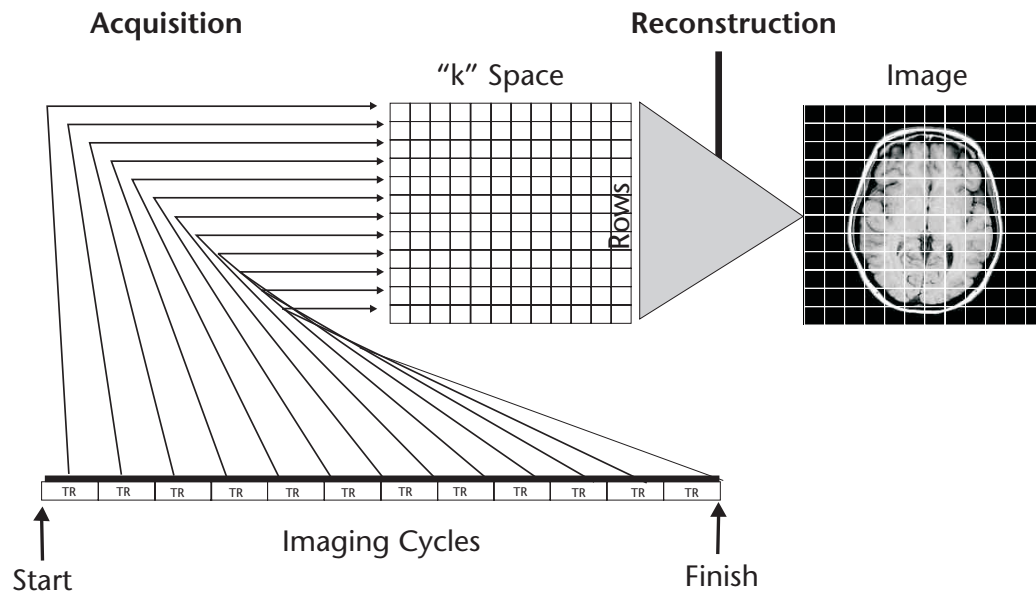 Acquisition
Reconstruction
“k” Space
Image
Rows
TR TR TR TR TR TR TR TR TR TR TR TR
Imaging Cycles
Start
Finish